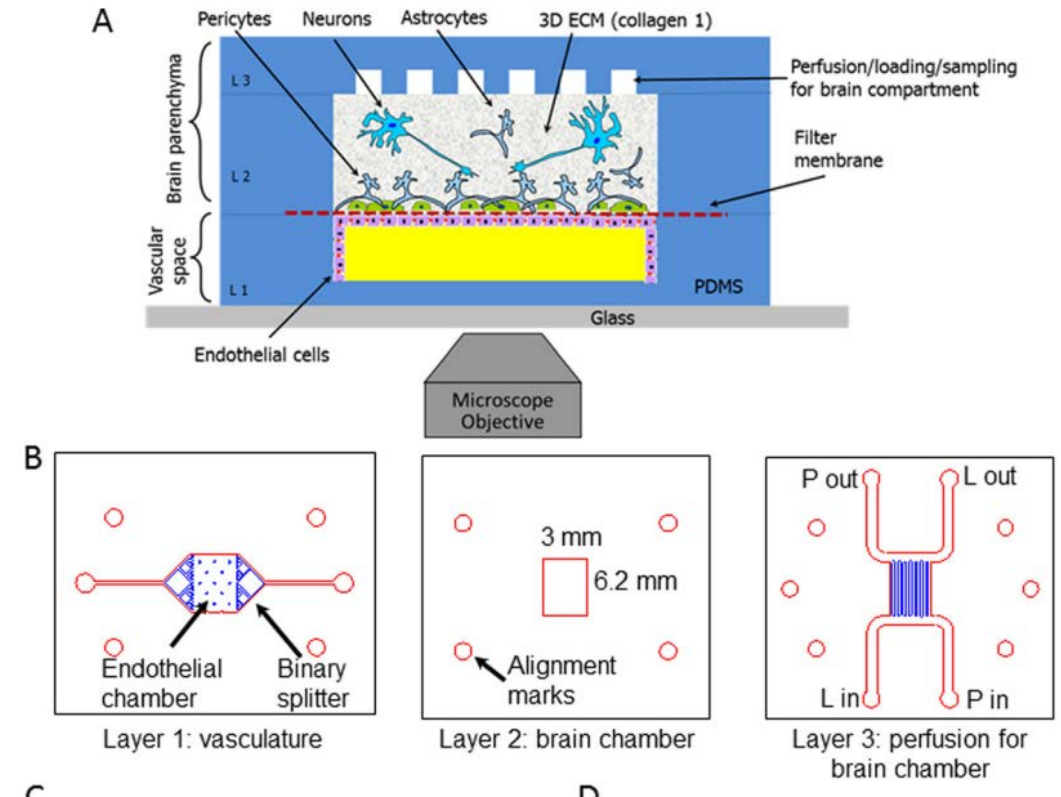 A
Pericytes
Neurons
Astrocytes
3D ECM (collagen 1)
L 3
Perfusion/loading/sampling
for brain compartment
Brain parenchyma
Filter
membrane
L 2
Vascular
space
L 1
PDMS
Glass
Endothelial cells
Microscope
Objective
B
P out
L out
3 mm
6.2 mm
Endothelial
chamber
Binary
splitter
Alignment
marks
L in
P in
Layer 1: vasculature
Layer 2: brain chamber
Layer 3: perfusion for
brain chamber